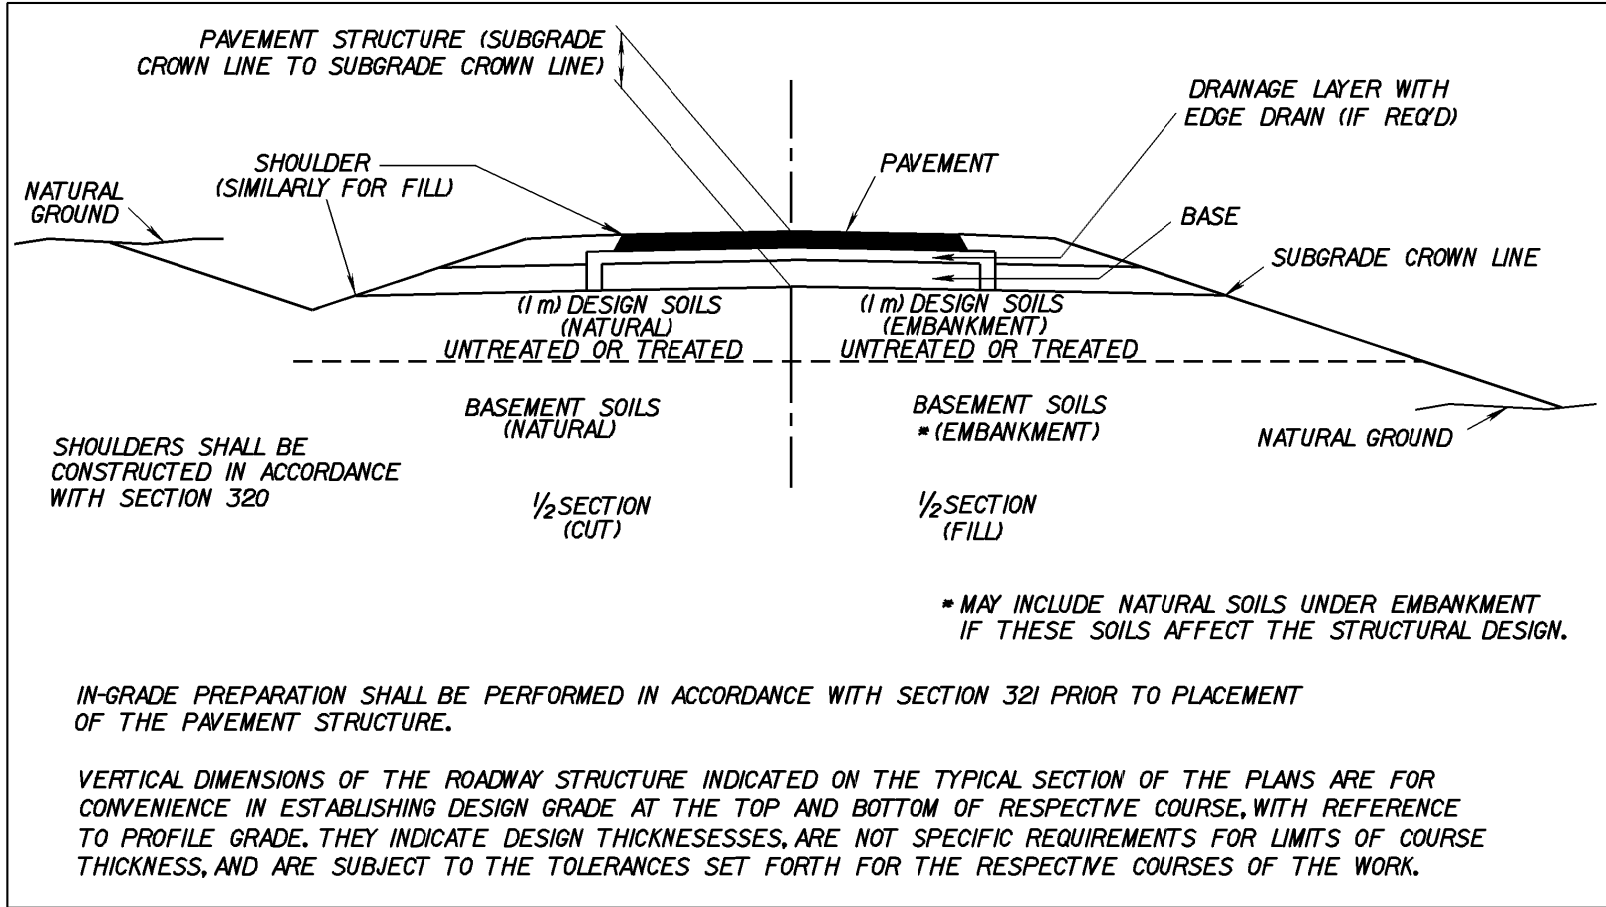 PAVEMENT STRUCTURE (SUBGRADE
CROWN LINE TO SUBGRADE CROWN LINE)
DRAINAGE LAYER WITH
EDGE DRAIN (IF REQ'D)
SHOULDER
(SIMILARLY FOR FILL)
PAVEMENT
NATURAL
GROUND
BASE
SUBGRADE CROWN LINE
(1 m) DESIGN SOILS
(NATURAL)
UNTREATED OR TREATED
(1 m) DESIGN SOILS
(EMBANKMENT)
UNTREATED OR TREATED
BASEMENT SOILS
(NATURAL)
BASEMENT SOILS
* (EMBANKMENT)
NATURAL GROUND
SHOULDERS SHALL BE
CONSTRUCTED IN ACCORDANCE
WITH SECTION 320
1/2 SECTION
(CUT)
1/2 SECTION
(FILL)
* MAY INCLUDE NATURAL SOILS UNDER EMBANKMENT
IF THESE SOILS AFFECT THE STRUCTURAL DESIGN.
IN-GRADE PREPARATION SHALL BE PERFORMED IN ACCORDANCE WITH SECTION 321 PRIOR TO PLACEMENT
OF THE PAVEMENT STRUCTURE.
VERTICAL DIMENSIONS OF THE ROADWAY STRUCTURE INDICATED ON THE TYPICAL SECTION OF THE PLANS ARE FOR
CONVENIENCE IN ESTABLISHING DESIGN GRADE AT THE TOP AND BOTTOM OF RESPECTIVE COURSE, WITH REFERENCE
TO PROFILE GRADE. THEY INDICATE DESIGN THICKNESESSES, ARE NOT SPECIFIC REQUIREMENTS FOR LIMITS OF COURSE
THICKNESS, AND ARE SUBJECT TO THE TOLERANCES SET FORTH FOR THE RESPECTIVE COURSES OF THE WORK.